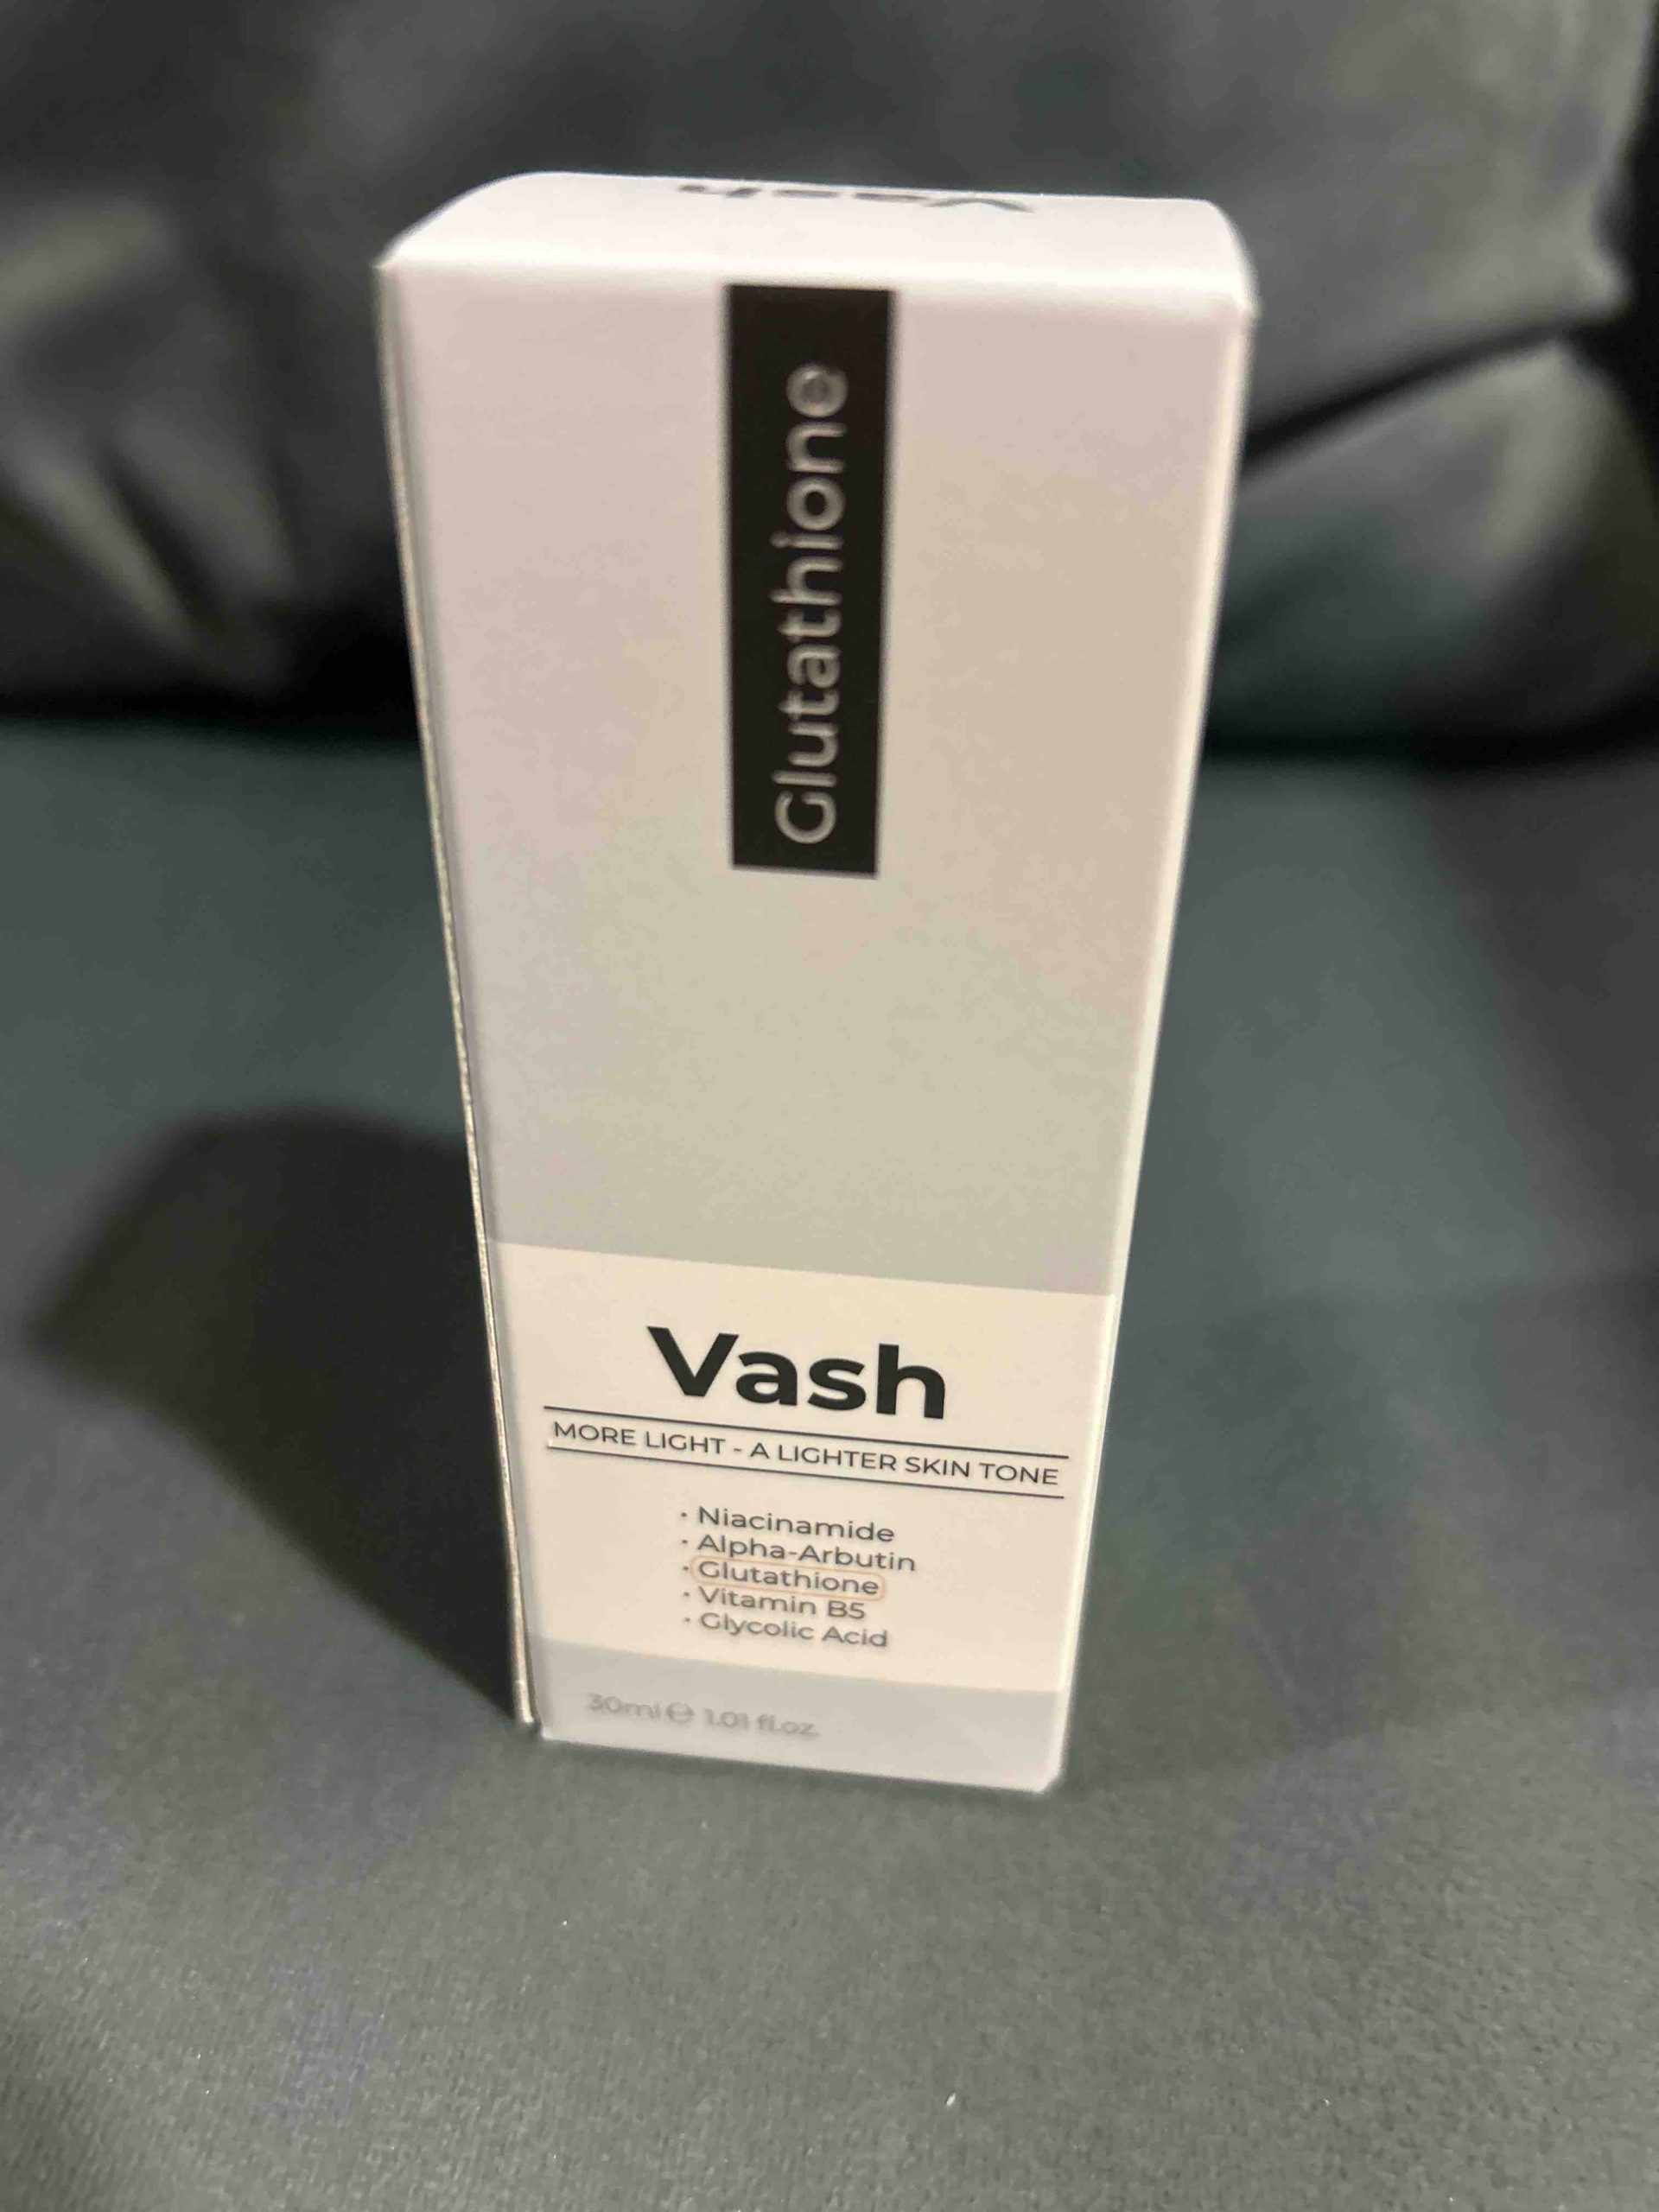 Vash
Glutathione
Vash
MORE LIGHT - A LIGHTER SKIN TONE
• Niacinamide
• Alpha-Arbutin
• Glutathione
• Vitamin B5
• Glycolic Acid
30ml ℮ 1.01 fl.oz.